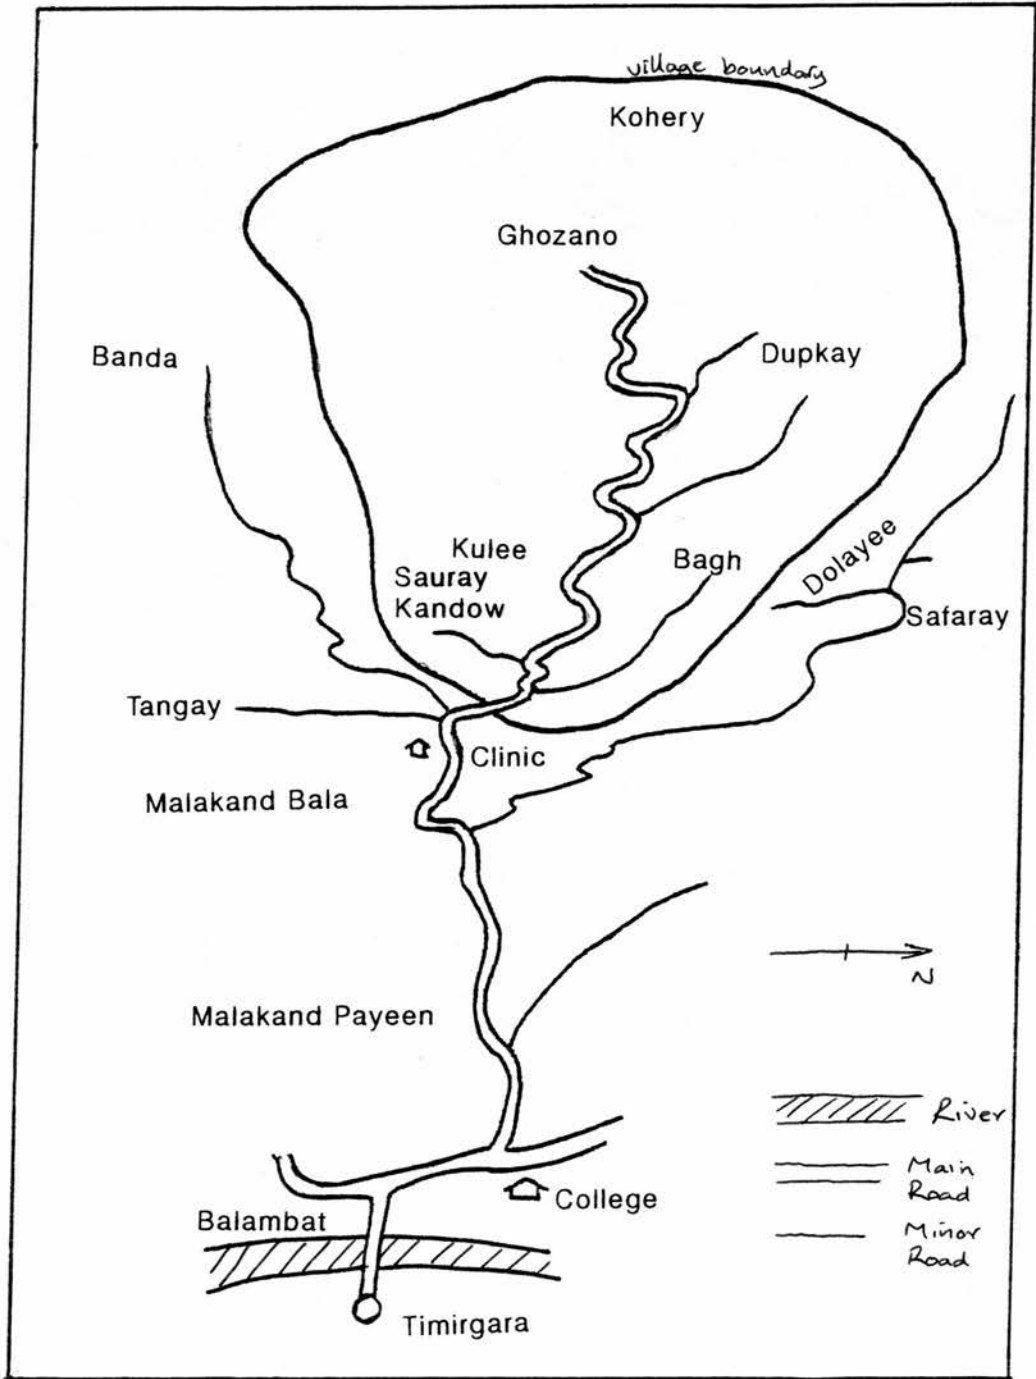 village boundary
Kohery
Ghozano
Banda
Dupkay
Kulee
Sauray
Kandow
Bagh
Dolayee
Safaray
Tangay
Clinic
Malakand Bala
N
Malakand Payeen
River
Main
Road
College
Balambat
Minor
Road
Timirgara